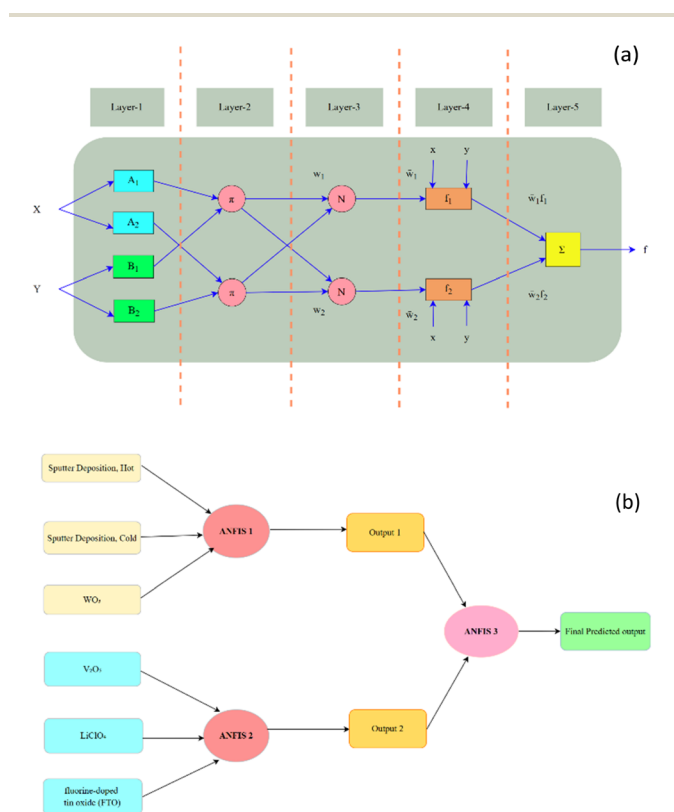 (a)
Layer-1 Layer-2 Layer-3 Layer-4 Layer-5
x y
A₁ w₁ w̄₁ w̄₁f₁
π N f₁
X
A₂
Σ f
B₁
Y
π N f₂ w̄₂f₂
B₂ w₂ w̄₂
x y
(b)
Sputter Deposition, Hot
ANFIS 1 Output 1
Sputter Deposition, Cold
WO₃
ANFIS 3 Final Predicted output
V₂O₅
LiClO₄ ANFIS 2 Output 2
fluorine-doped
tin oxide (FTO)